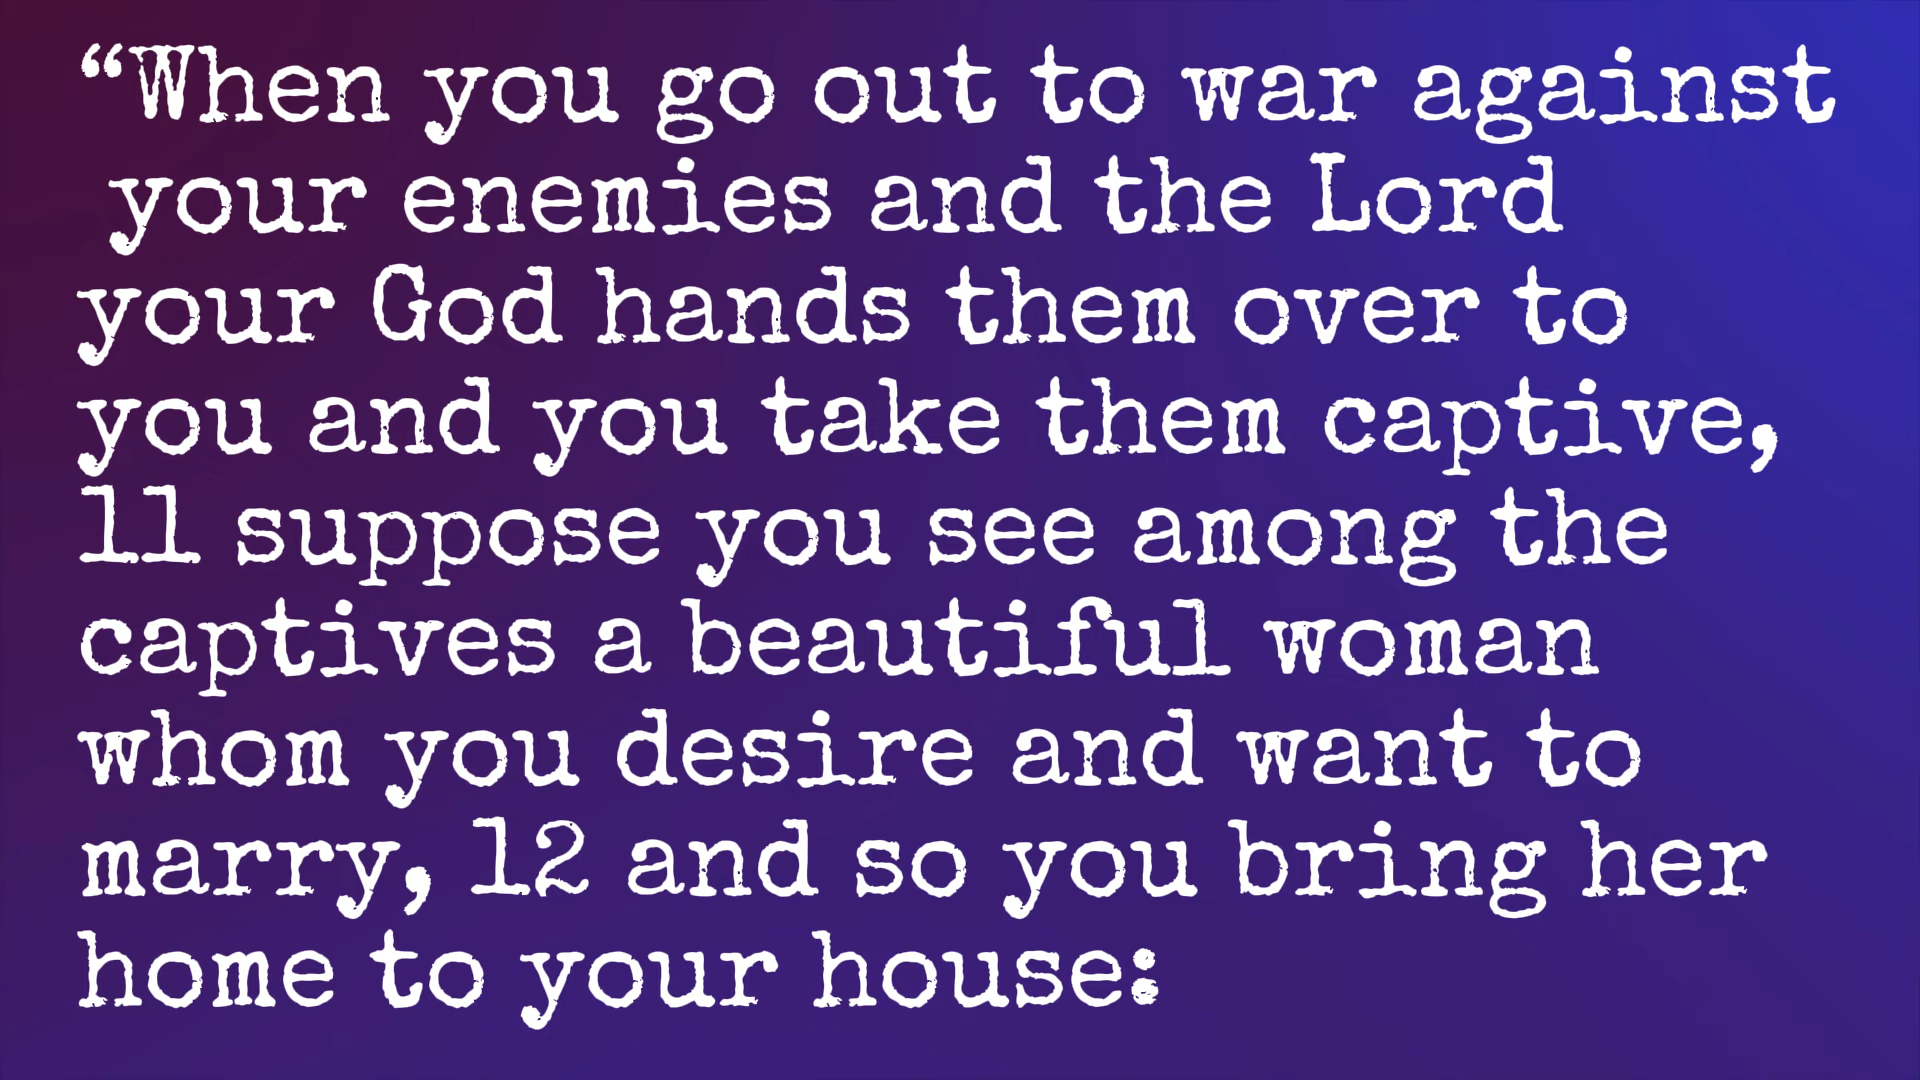 “When you go out to war against
your enemies and the Lord
your God hands them over to
you and you take them captive,
11 suppose you see among the
captives a beautiful woman
whom you desire and want to
marry, 12 and so you bring her
home to your house: